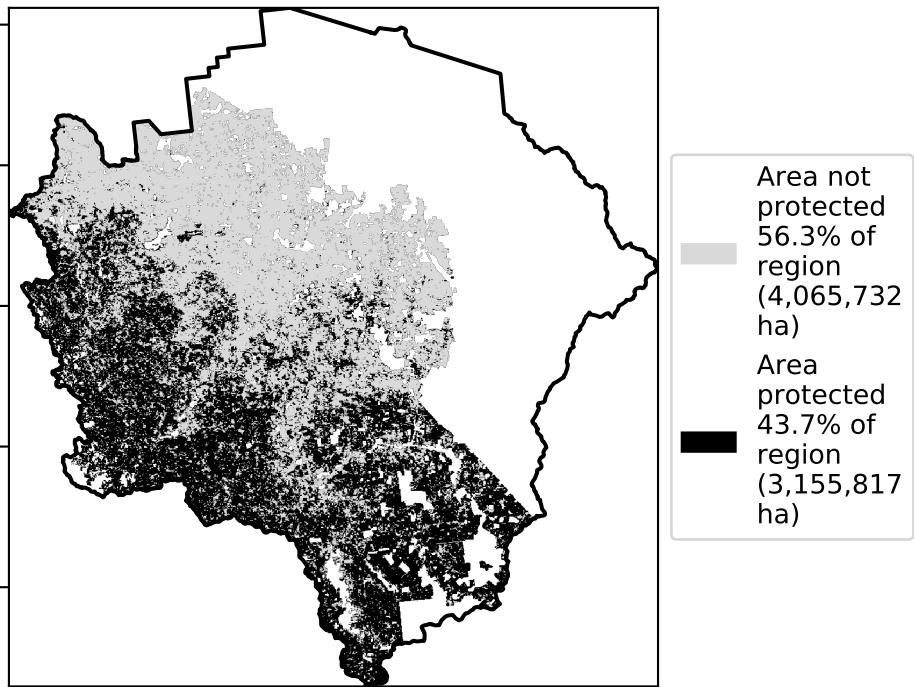 Area not
protected
56.3% of
region
(4,065,732
ha)
Area
protected
43.7% of
region
(3,155,817
ha)